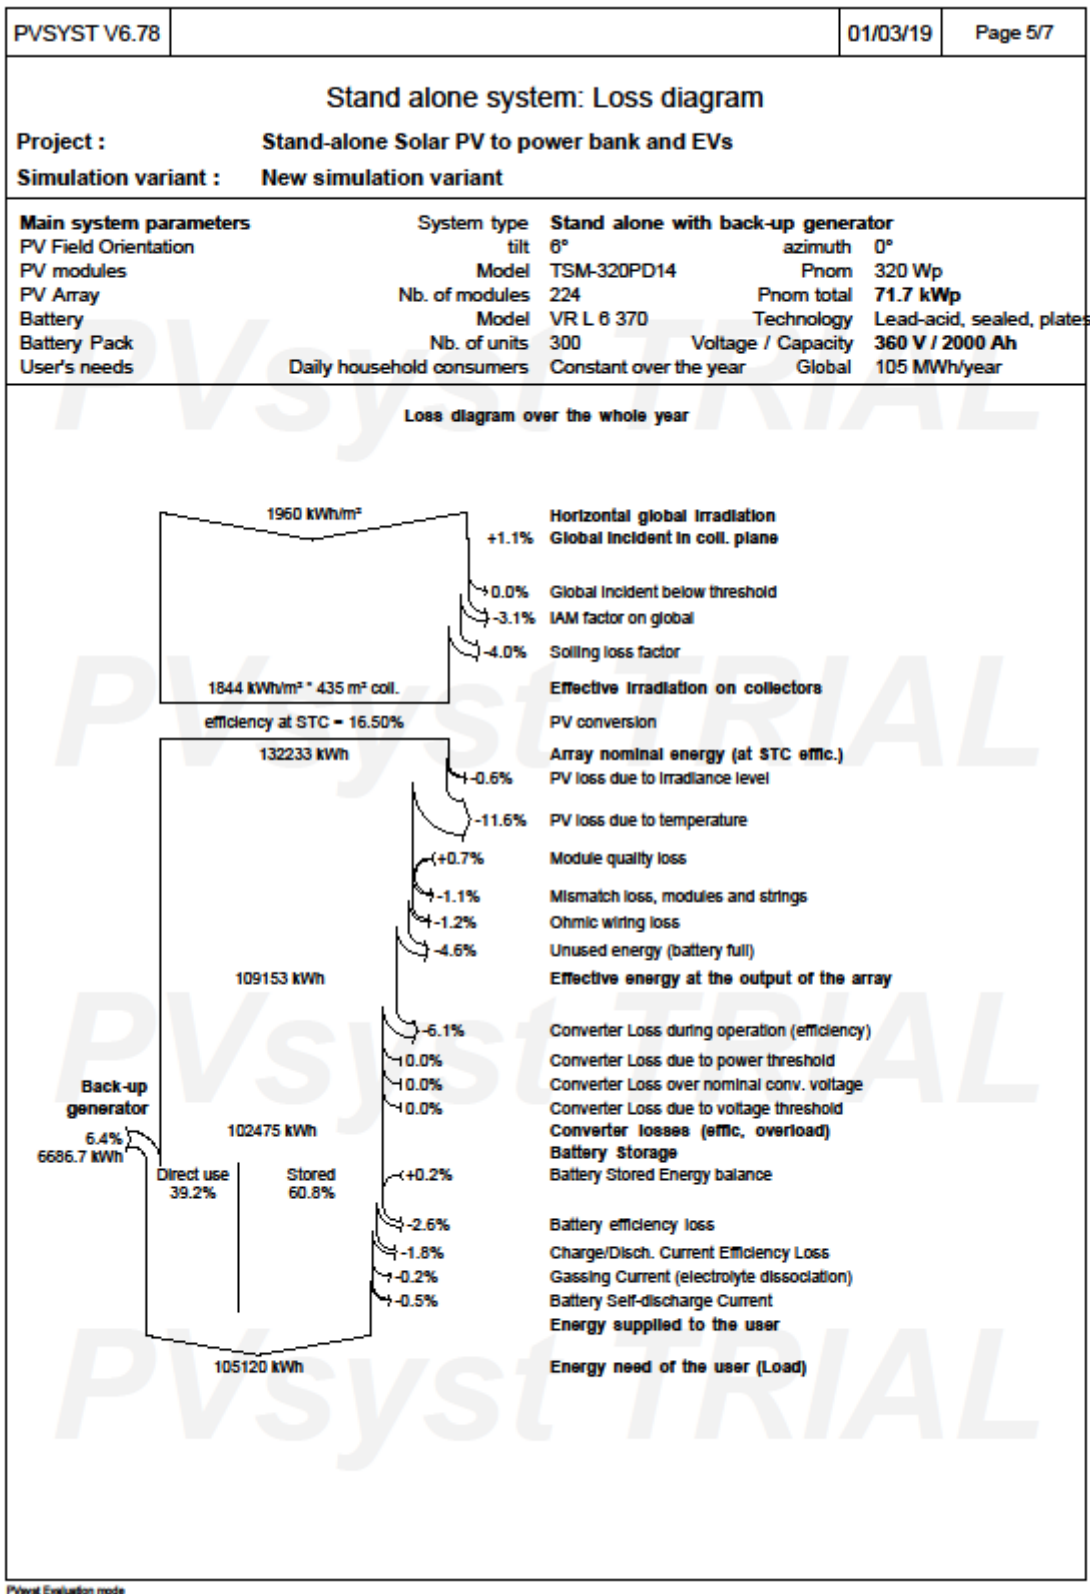 PVSYST V6.78 01/03/19 Page 5/7
Stand alone system: Loss diagram
Project : Stand-alone Solar PV to power bank and EVs
Simulation variant : New simulation variant
Main system parameters System type Stand alone with back-up generator
PV Field Orientation tilt 6° azimuth 0°
PV modules Model TSM-320PD14 Pnom 320 Wp
PV Array Nb. of modules 224 Pnom total 71.7 kWp
Battery Model VR L 6 370 Technology Lead-acid, sealed, plates
Battery Pack Nb. of units 300 Voltage / Capacity 360 V / 2000 Ah
User's needs Daily household consumers Constant over the year Global 105 MWh/year
PVsyst TRIAL
Loss diagram over the whole year
1960 kWh/m² Horizontal global irradiation
+1.1% Global incident in coll. plane
0.0% Global incident below threshold
-3.1% IAM factor on global
-4.0% Soiling loss factor
PVsyst TRIAL
1844 kWh/m² * 435 m² coll. Effective irradiation on collectors
efficiency at STC = 16.50% PV conversion
132233 kWh Array nominal energy (at STC effic.)
-0.6% PV loss due to irradiance level
-11.6% PV loss due to temperature
+0.7% Module quality loss
-1.1% Mismatch loss, modules and strings
-1.2% Ohmic wiring loss
-4.6% Unused energy (battery full)
109153 kWh Effective energy at the output of the array
PVsyst TRIAL
-6.1% Converter Loss during operation (efficiency)
0.0% Converter Loss due to power threshold
Back-up 0.0% Converter Loss over nominal conv. voltage
generator 0.0% Converter Loss due to voltage threshold
6.4% 102475 kWh Converter losses (effic, overload)
6686.7 kWh Battery Storage
Direct use Stored +0.2% Battery Stored Energy balance
39.2% 60.8%
-2.6% Battery efficiency loss
-1.8% Charge/Disch. Current Efficiency Loss
-0.2% Gassing Current (electrolyte dissociation)
-0.5% Battery Self-discharge Current
Energy supplied to the user
105120 kWh Energy need of the user (Load)
PVsyst TRIAL
PVsyst Evaluation mode